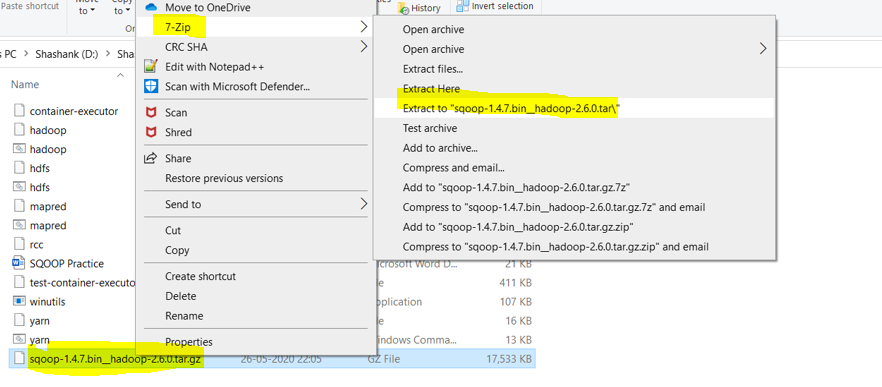 Paste shortcut
Move to
Copy to
Move to OneDrive
History
Invert selection
7-Zip
Open archive
s PC > Shashank (D:) > Sha
CRC SHA
Open archive
Edit with Notepad++
Extract files...
Scan with Microsoft Defender...
Extract Here
container-executor
Scan
Extract to "sqoop-1.4.7.bin__hadoop-2.6.0.tar\"
hadoop
Shred
Test archive
hadoop
Share
Add to archive...
hdfs
Restore previous versions
Compress and email...
hdfs
Add to "sqoop-1.4.7.bin__hadoop-2.6.0.tar.gz.7z"
mapred
Send to
Compress to "sqoop-1.4.7.bin__hadoop-2.6.0.tar.gz.7z" and email
mapred
Cut
Add to "sqoop-1.4.7.bin__hadoop-2.6.0.tar.gz.zip"
rcc
Copy
Compress to "sqoop-1.4.7.bin__hadoop-2.6.0.tar.gz.zip" and email
SQOOP Practice
icrosoft Word D... 21 KB
test-container-executo
Create shortcut
ile 411 KB
winutils
Delete
pplication 107 KB
yarn
Rename
ile 16 KB
yarn
Properties
indows Comma... 13 KB
sqoop-1.4.7.bin__hadoop-2.6.0.tar.gz 26-05-2020 22:05 GZ File 17,533 KB